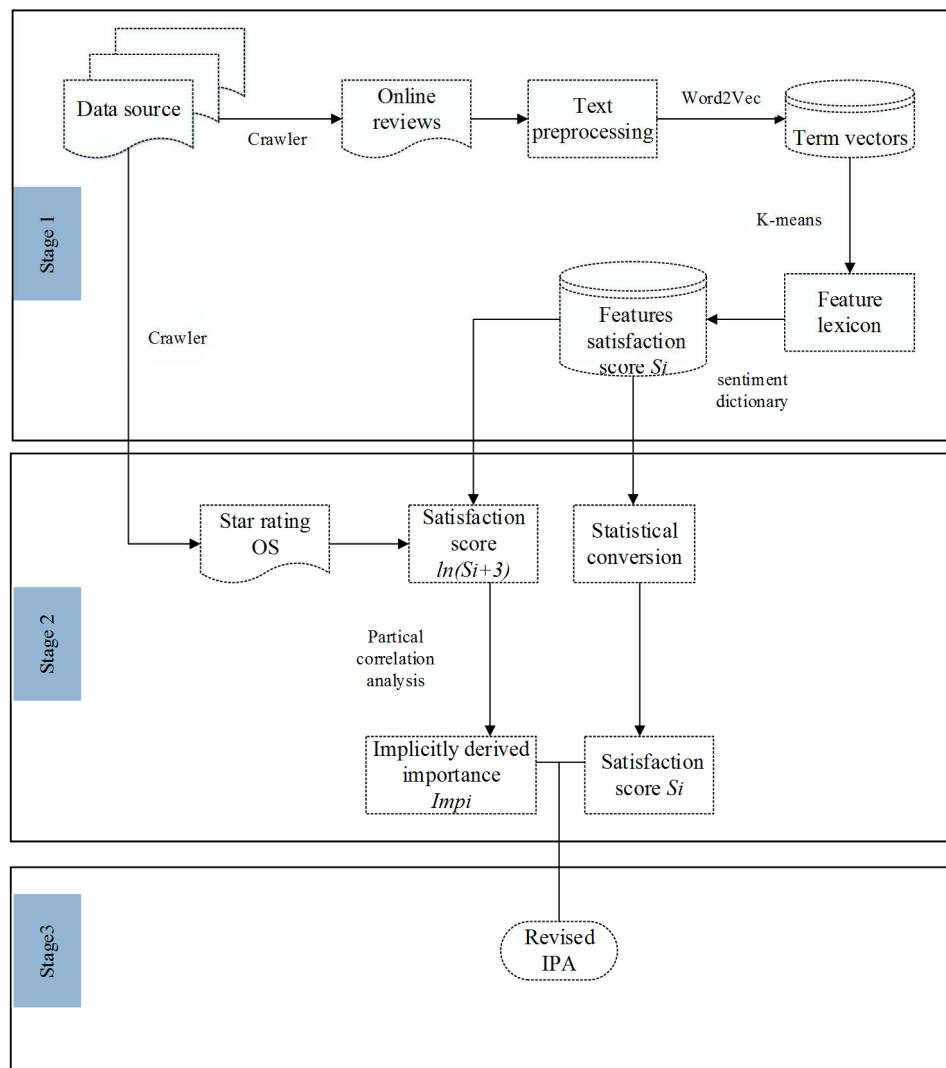 Data source
Crawler
Online
reviews
Text
preprocessing
Word2Vec
Term vectors
Stage 1
K-means
Feature
lexicon
Features
satisfaction
score Si
sentiment
dictionary
Crawler
Star rating
OS
Satisfaction
score
ln(Si+3)
Statistical
conversion
Stage 2
Partical
correlation
analysis
Implicitly derived
importance
Impi
Satisfaction
score Si
Stage3
Revised
IPA